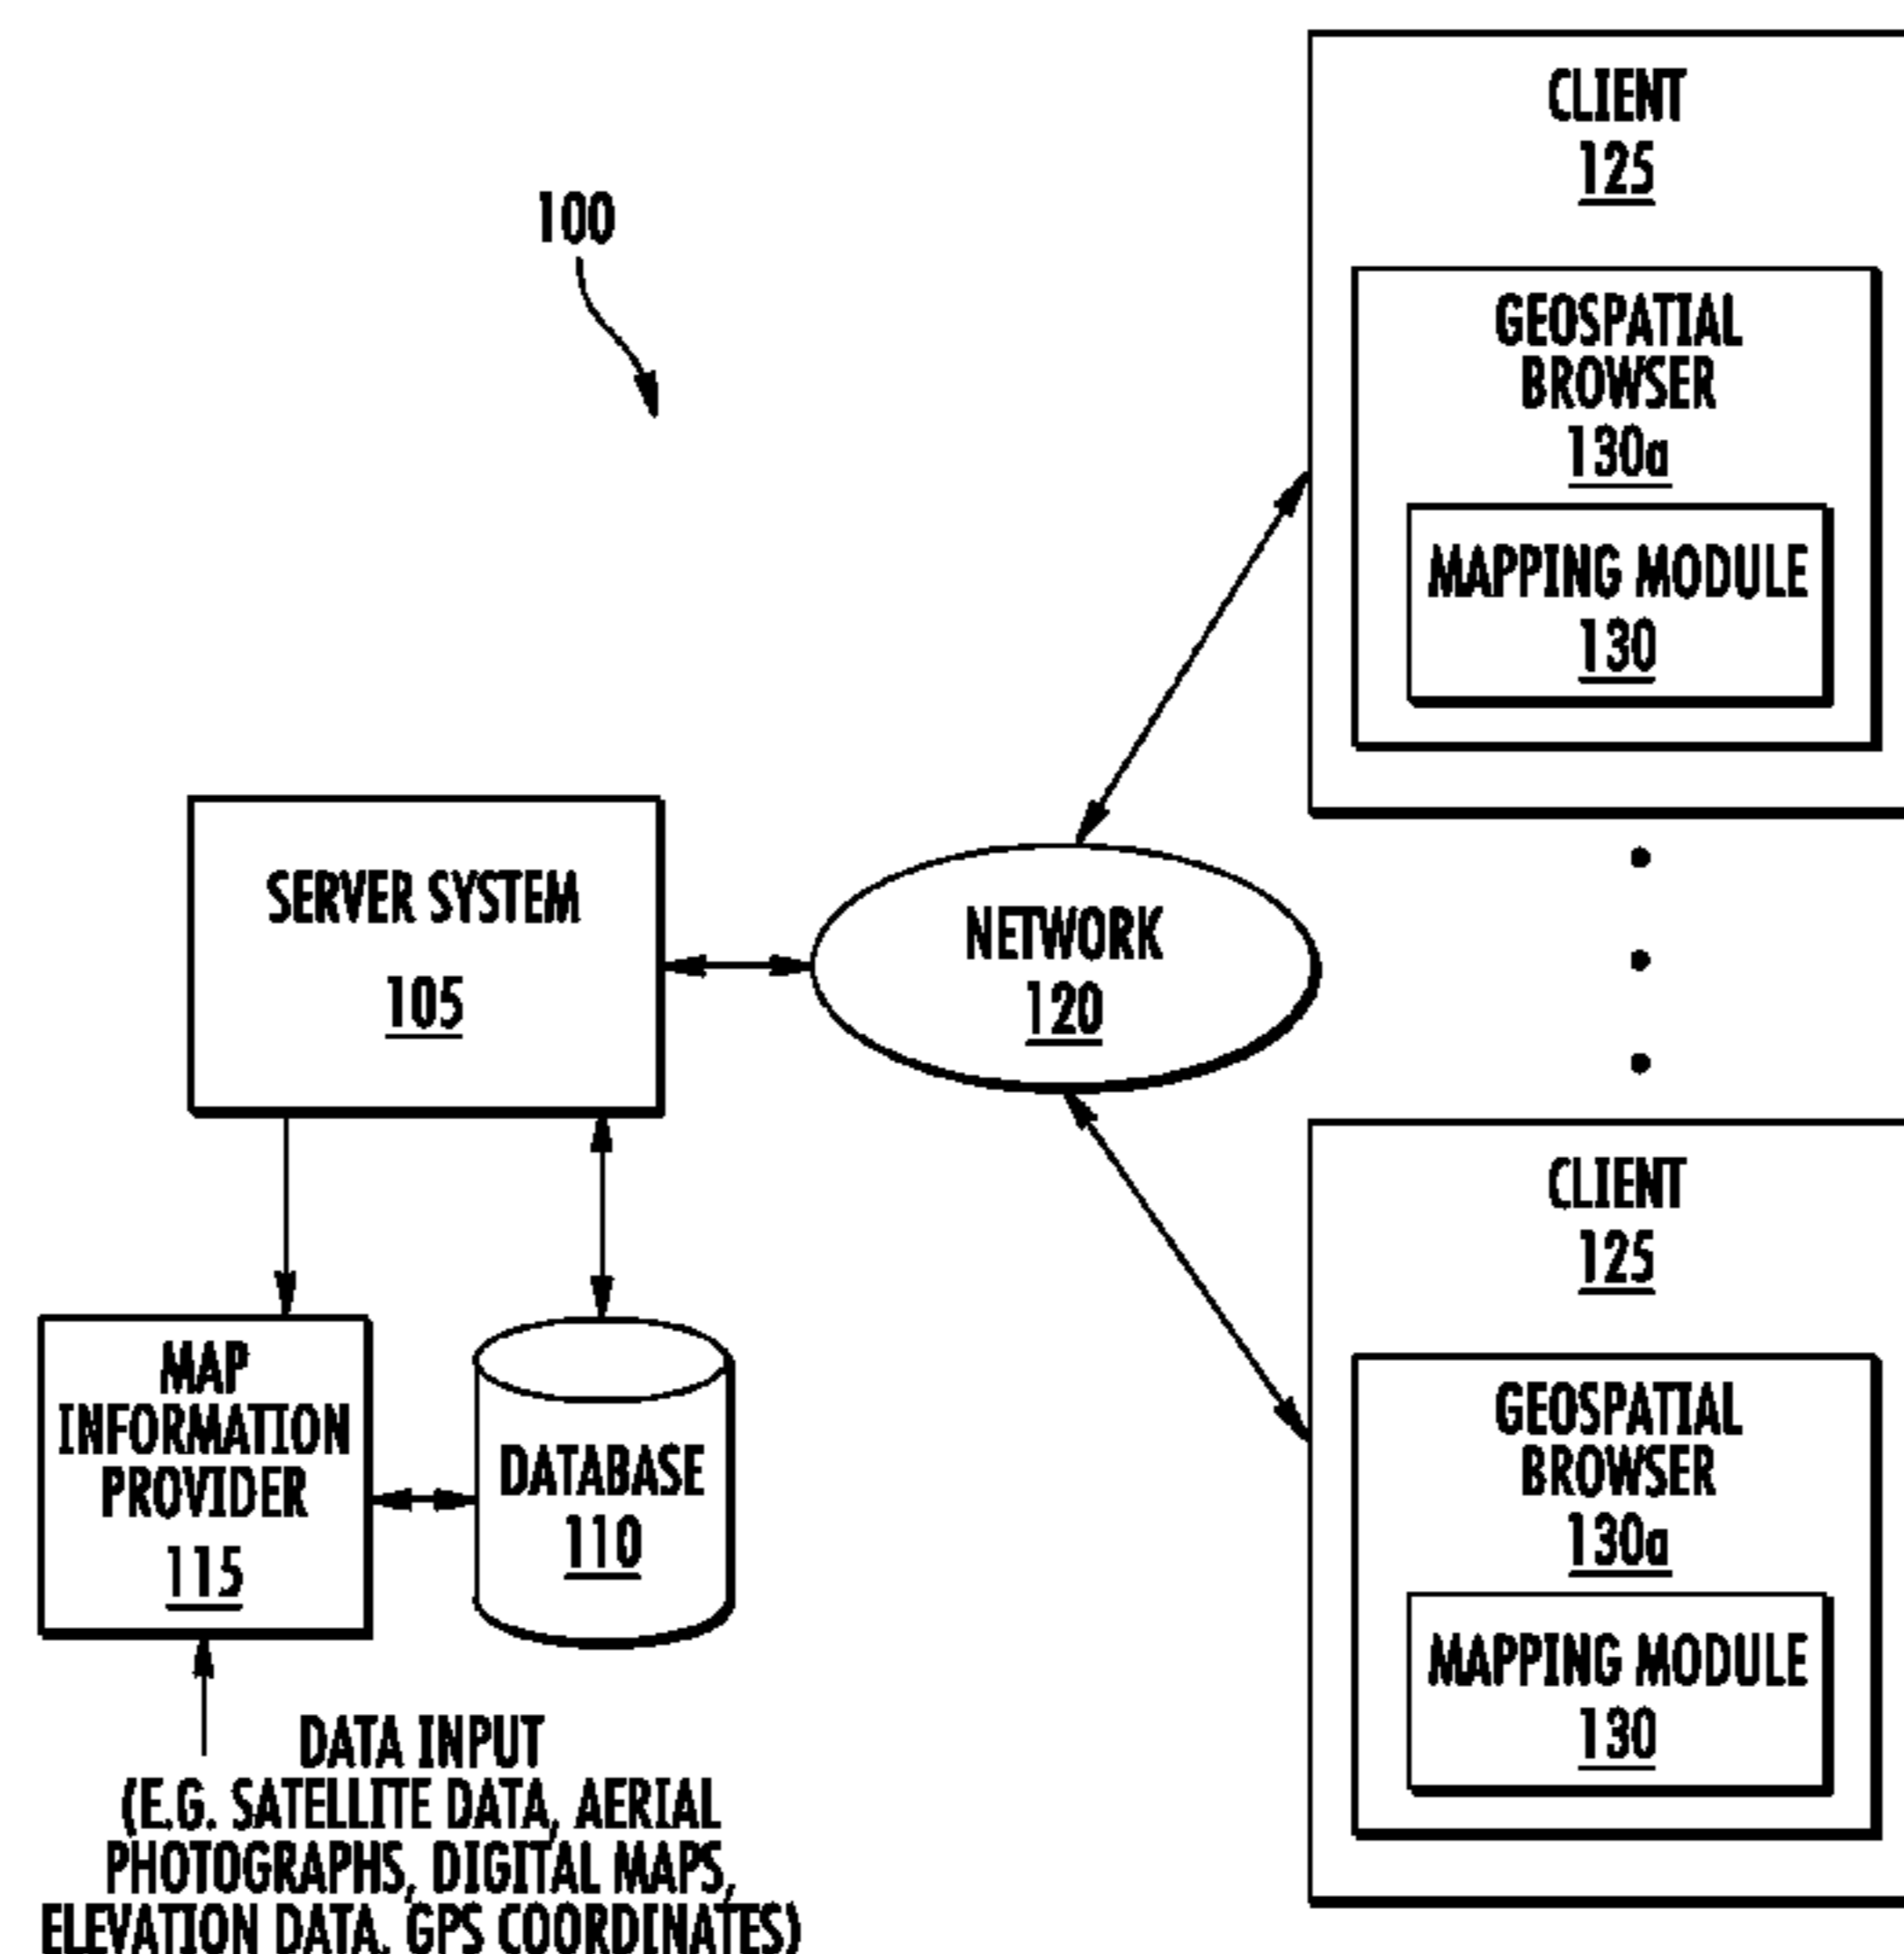 100
CLIENT
125
GEOSPATIAL
BROWSER
130a
MAPPING MODULE
130
SERVER SYSTEM
105
NETWORK
120
CLIENT
125
GEOSPATIAL
BROWSER
130a
MAPPING MODULE
130
MAP
INFORMATION
PROVIDER
115
DATABASE
110
DATA INPUT
(E.G. SATELLITE DATA, AERIAL
PHOTOGRAPHS, DIGITAL MAPS,
ELEVATION DATA, GPS COORDINATES)